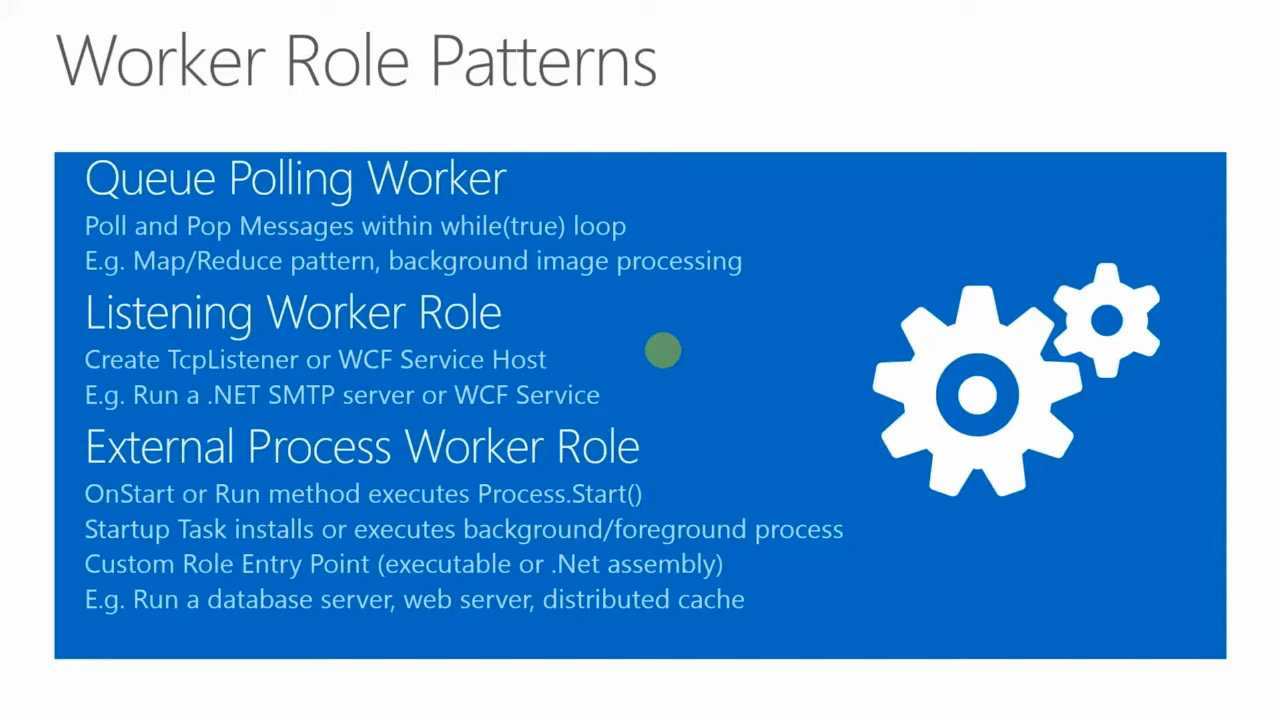 Worker Role Patterns
Queue Polling Worker
Poll and Pop Messages within while(true) loop
E.g. Map/Reduce pattern, background image processing
Listening Worker Role
Create TcpListener or WCF Service Host
E.g. Run a .NET SMTP server or WCF Service
External Process Worker Role
OnStart or Run method executes Process.Start()
Startup Task installs or executes background/foreground process
Custom Role Entry Point (executable or .Net assembly)
E.g. Run a database server, web server, distributed cache